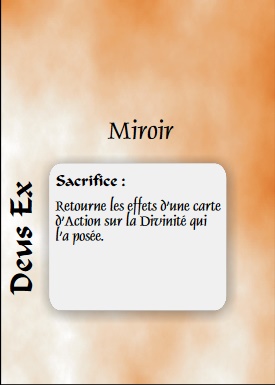 Miroir
Deus Ex
Sacrifice :
Retourne les effets d'une carte
d'Action sur la Divinité qui
l'a posée.